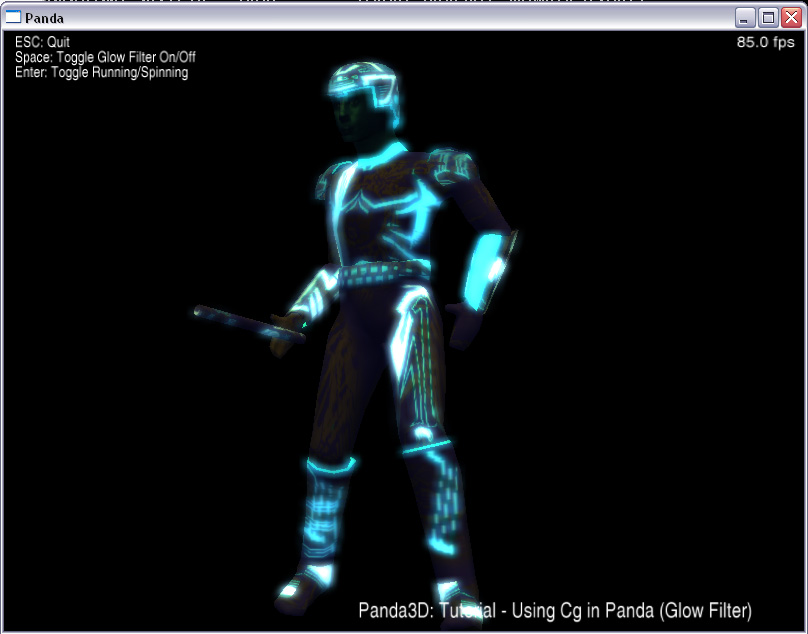 Panda
ESC: Quit
85.0 fps
Space: Toggle Glow Filter On/Off
Enter: Toggle Running/Spinning
Panda3D: Tutorial - Using Cg in Panda (Glow Filter)